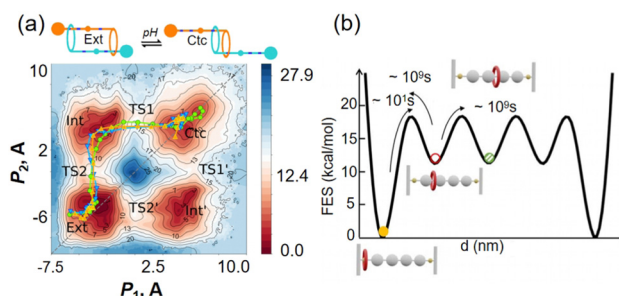 (a)
Ext
pH
Ctc
10
2
-6
P2, A
Int
TS1
Ctc
TS2
TS1'
TS2'
Int'
Ext
-7.5
2.5
10.0
P1, A
27.9
12.4
0.0
(b)
~ 10⁹s
~ 10¹s
~ 10⁹s
20
15
10
5
0
FES (kcal/mol)
d (nm)